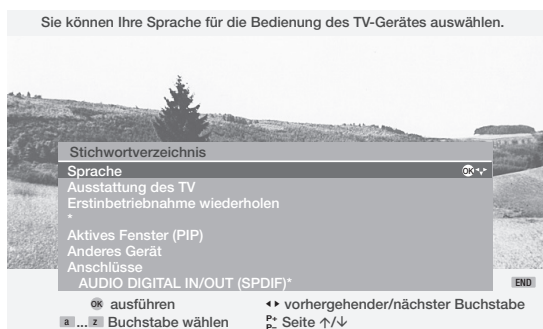 Sie können Ihre Sprache für die Bedienung des TV-Gerätes auswählen.
Stichwortverzeichnis
Sprache OK
Ausstattung des TV
Erstinbetriebnahme wiederholen
*
Aktives Fenster (PIP)
Anderes Gerät
Anschlüsse
AUDIO DIGITAL IN/OUT (SPDIF)*
END
OK ausführen
◂▸ vorhergehender/nächster Buchstabe
a ... z Buchstabe wählen
P+ P– Seite ↑/↓